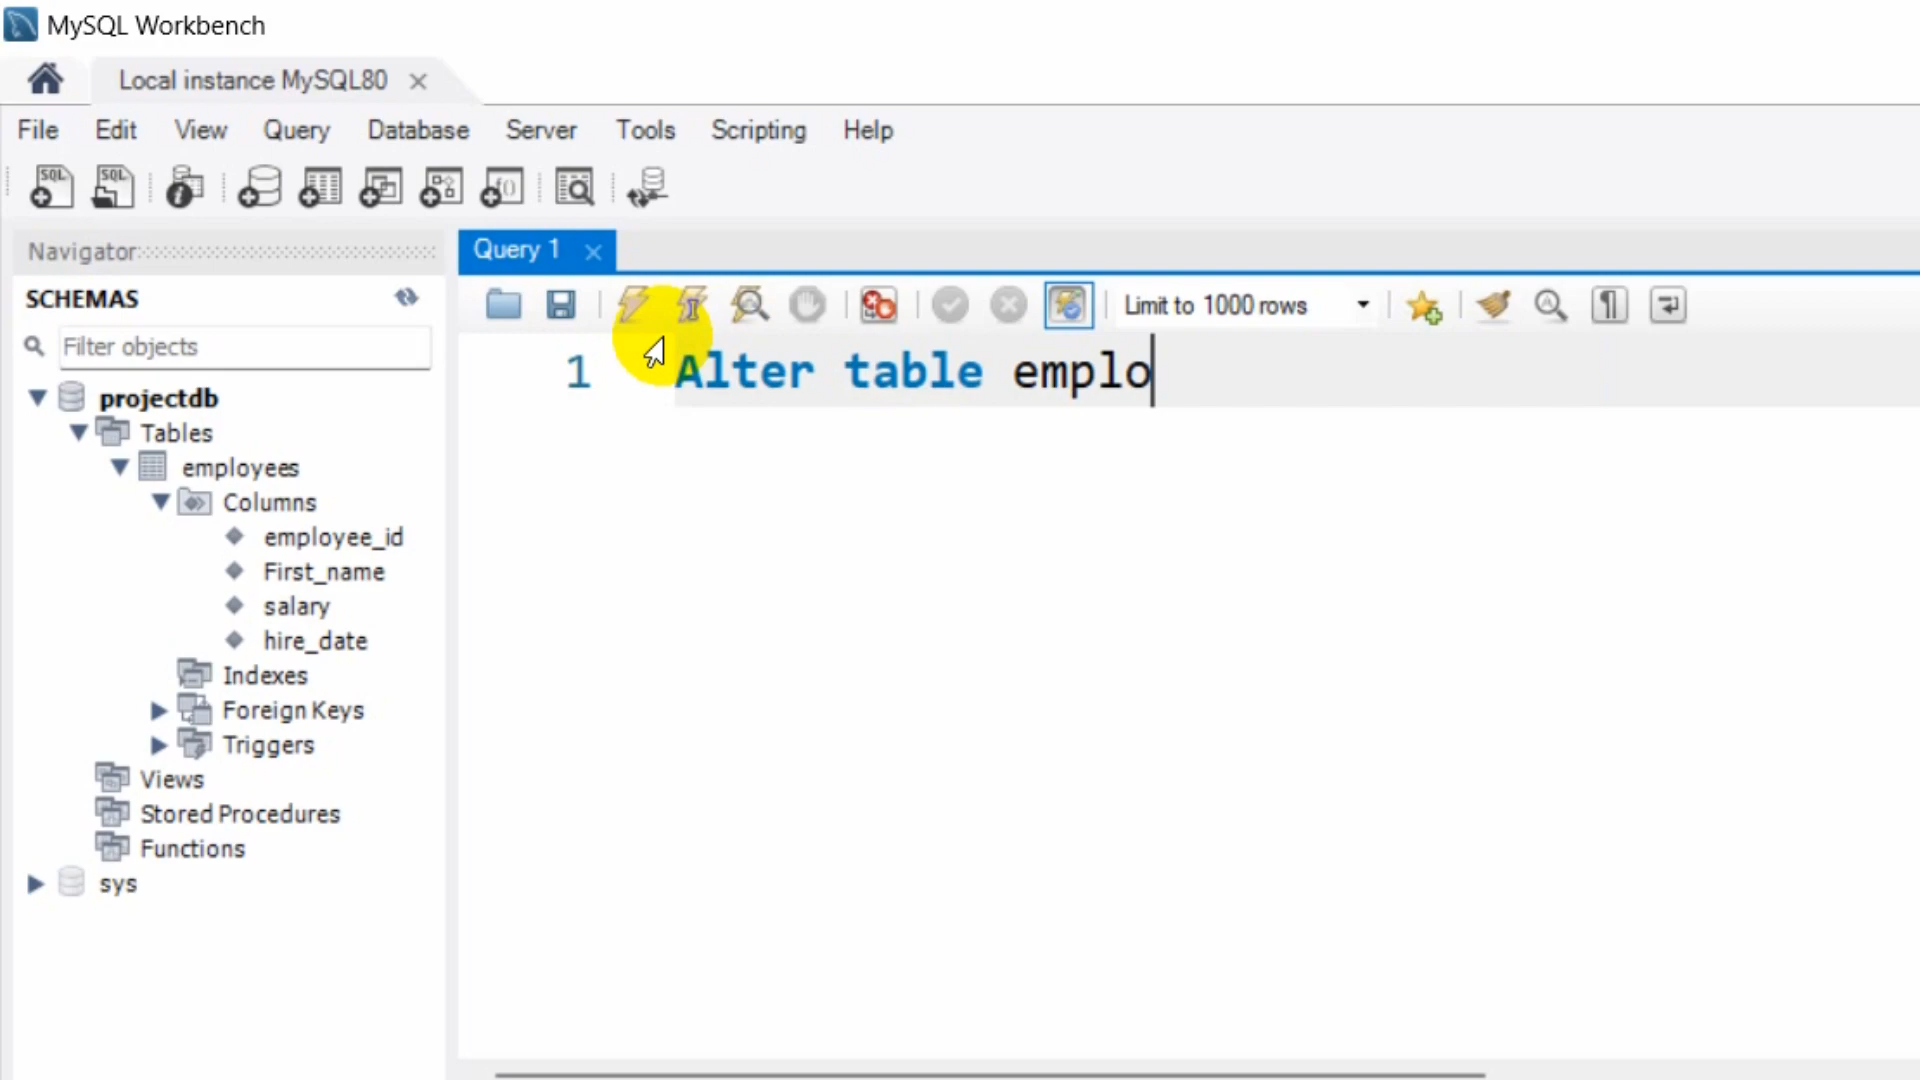 MySQL Workbench
Local instance MySQL80
File Edit View Query Database Server Tools Scripting Help
SQL SQL
Navigator
Query 1
SCHEMAS
Limit to 1000 rows
Filter objects
1 Alter table emplo
projectdb
Tables
employees
Columns
employee_id
First_name
salary
hire_date
Indexes
Foreign Keys
Triggers
Views
Stored Procedures
Functions
sys